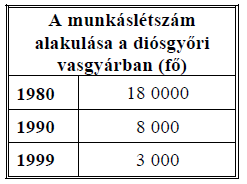 A munkáslétszám
alakulása a diósgyőri
vasgyárban (fő)
1980 18 0000
1990 8 000
1999 3 000